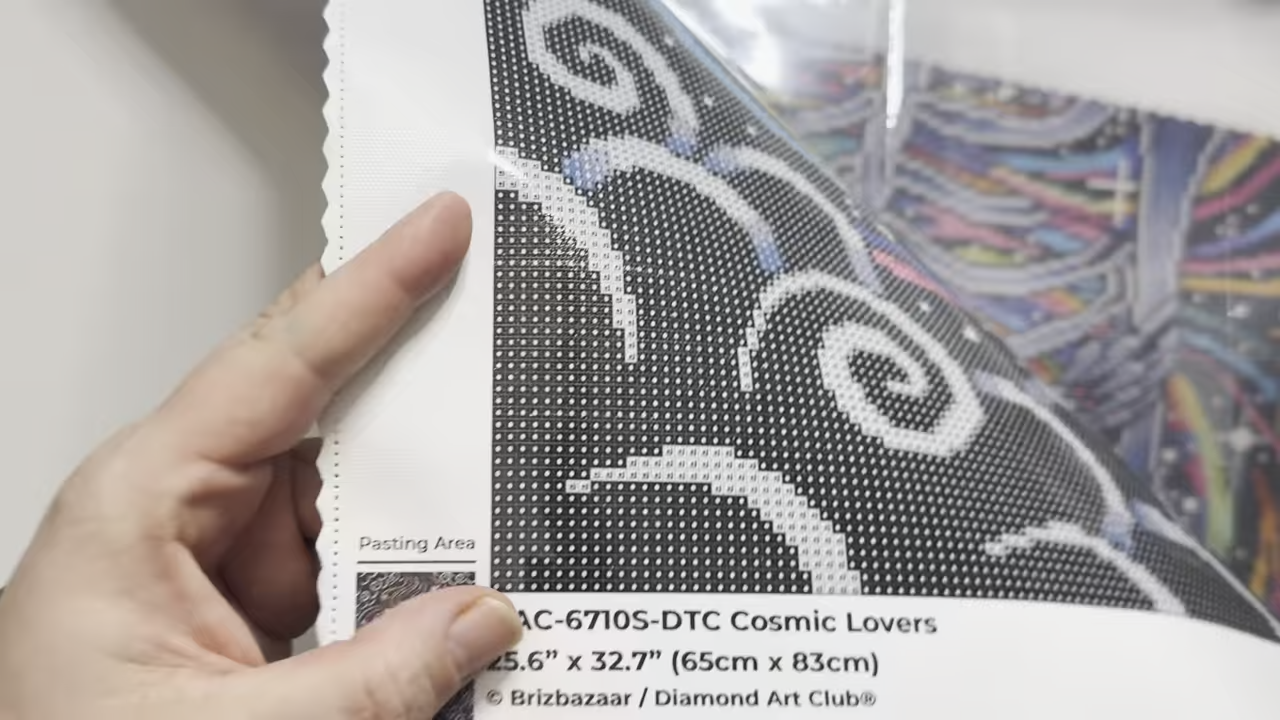 Pasting Area
AC-6710S-DTC Cosmic Lovers
25.6” x 32.7” (65cm x 83cm)
© Brizbazaar / Diamond Art Club®